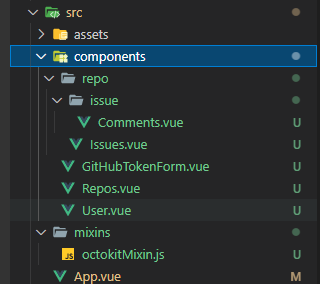 src
assets
components
repo
issue
Comments.vue U
Issues.vue U
GitHubTokenForm.vue U
Repos.vue U
User.vue U
mixins
JS octokitMixin.js U
App.vue M